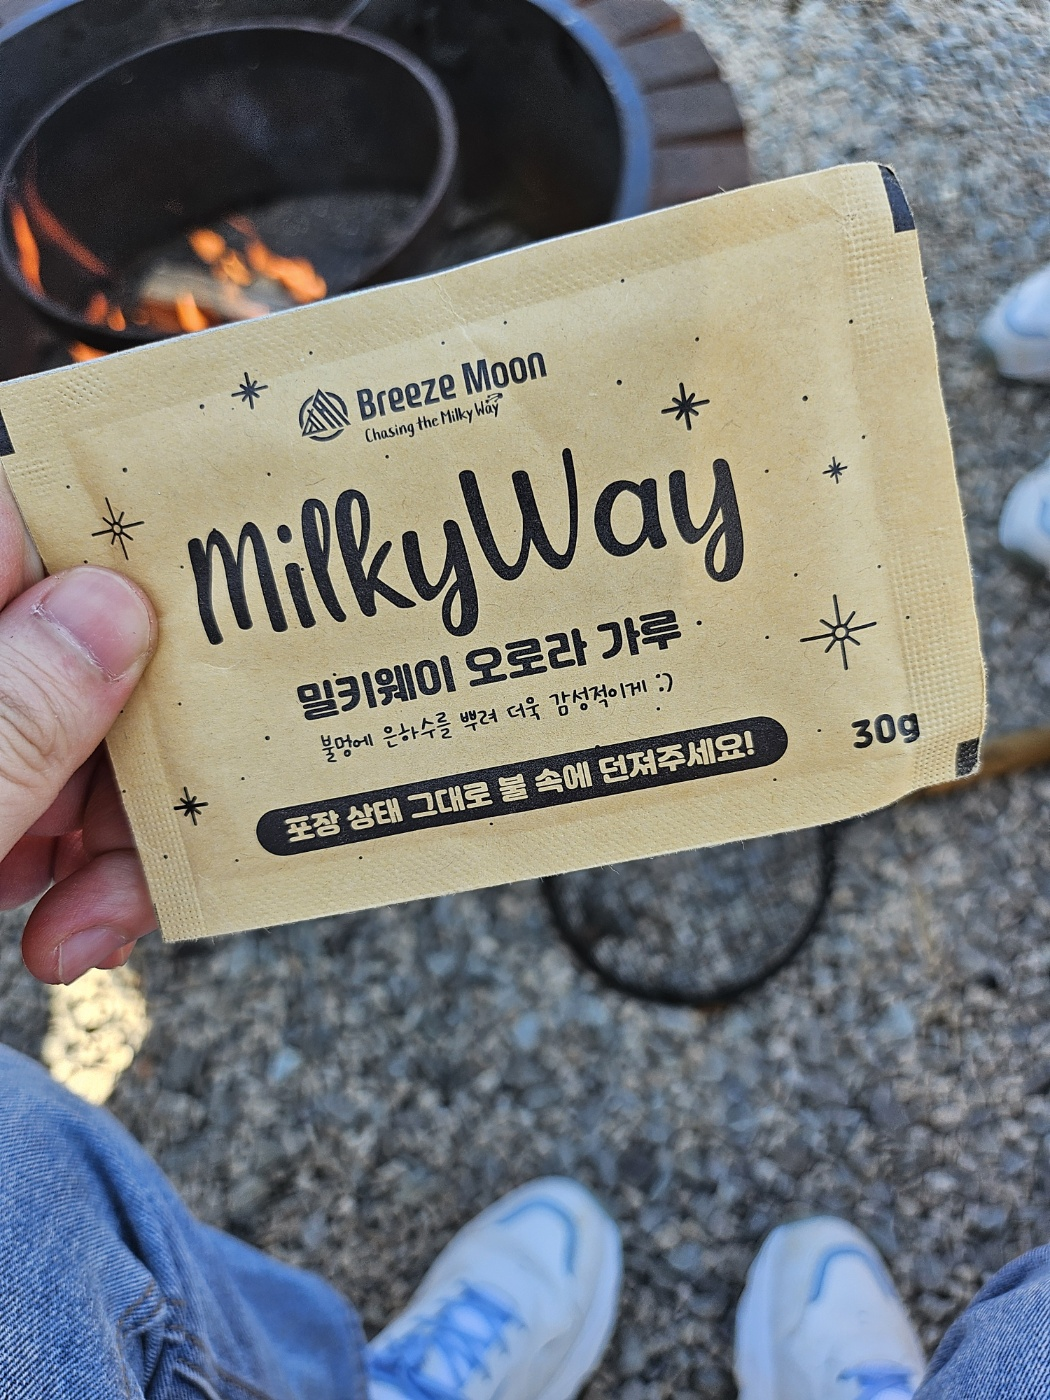 Breeze Moon
Chasing the Milky Way
MilkyWay
밀키웨이 오로라 가루
불멍에 은하수를 뿌려 더욱 감성적이게 :)
30g
포장 상태 그대로 불 속에 던져주세요!